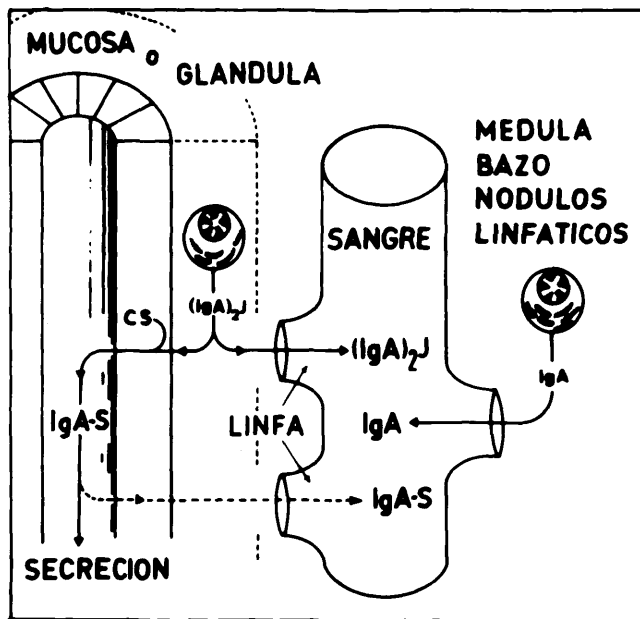 MUCOSA o
GLANDULA
MEDULA
BAZO
NODULOS
LINFATICOS
SANGRE
CS
(IgA)₂J
(IgA)₂J
IgA
IgA-S
LINFA
IgA
IgA-S
SECRECION